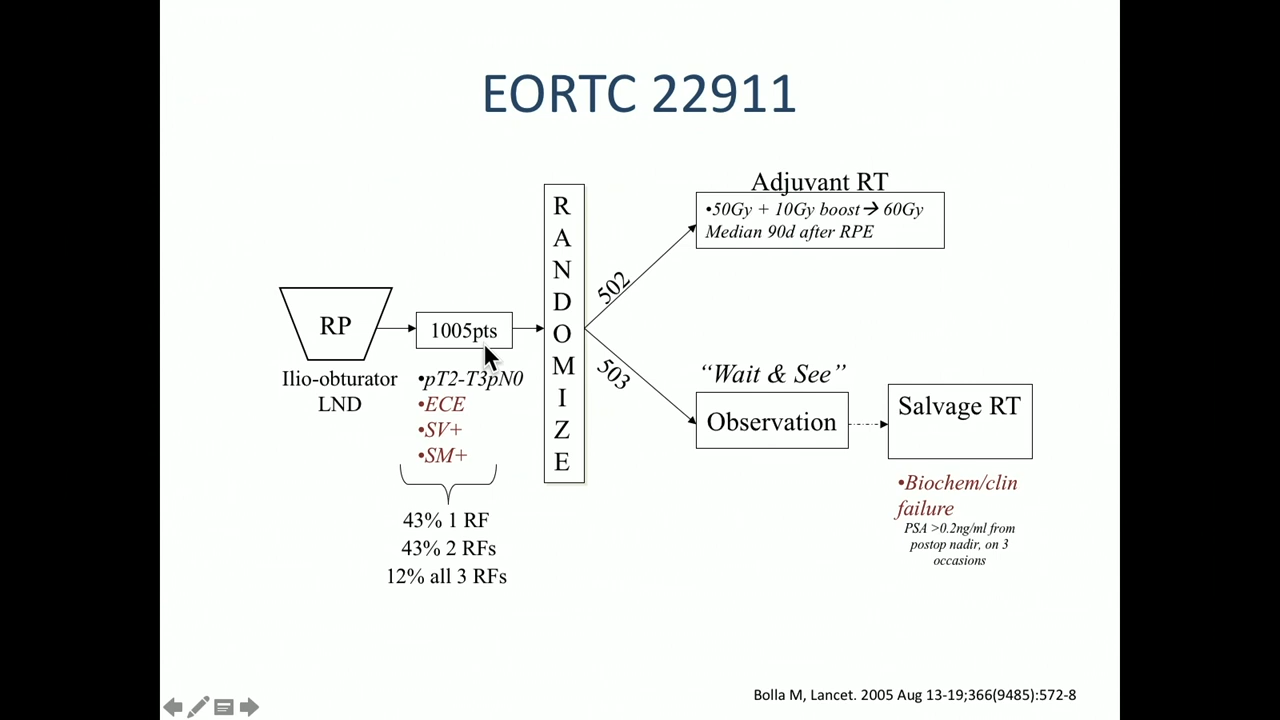 EORTC 22911
Adjuvant RT
•50Gy + 10Gy boost→ 60Gy
Median 90d after RPE
RP
Ilio-obturator
LND
1005pts
•pT2-T3pN0
•ECE
•SV+
•SM+
43% 1 RF
43% 2 RFs
12% all 3 RFs
RANDOMIZE
502
503
“Wait & See”
Observation
Salvage RT
•Biochem/clin
failure
PSA >0.2ng/ml from
postop nadir, on 3
occasions
Bolla M, Lancet. 2005 Aug 13-19;366(9485):572-8